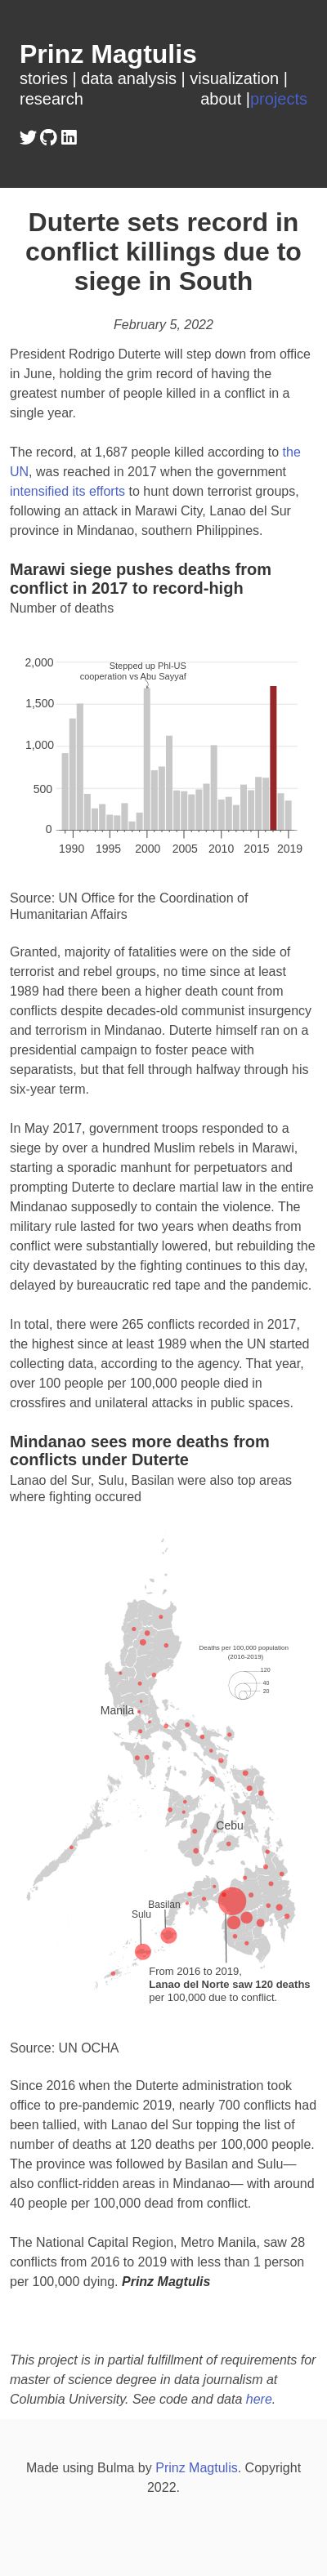 Prinz Magtulis
stories | data analysis | visualization |
research about |projects
Duterte sets record in
conflict killings due to
siege in South
February 5, 2022
President Rodrigo Duterte will step down from office
in June, holding the grim record of having the
greatest number of people killed in a conflict in a
single year.
The record, at 1,687 people killed according to the
UN, was reached in 2017 when the government
intensified its efforts to hunt down terrorist groups,
following an attack in Marawi City, Lanao del Sur
province in Mindanao, southern Philippines.
Marawi siege pushes deaths from
conflict in 2017 to record-high
Number of deaths
2,000
Stepped up Phl-US
cooperation vs Abu Sayyaf
1,500
1,000
500
0
1990 1995 2000 2005 2010 2015 2019
Source: UN Office for the Coordination of
Humanitarian Affairs
Granted, majority of fatalities were on the side of
terrorist and rebel groups, no time since at least
1989 had there been a higher death count from
conflicts despite decades-old communist insurgency
and terrorism in Mindanao. Duterte himself ran on a
presidential campaign to foster peace with
separatists, but that fell through halfway through his
six-year term.
In May 2017, government troops responded to a
siege by over a hundred Muslim rebels in Marawi,
starting a sporadic manhunt for perpetuators and
prompting Duterte to declare martial law in the entire
Mindanao supposedly to contain the violence. The
military rule lasted for two years when deaths from
conflict were substantially lowered, but rebuilding the
city devastated by the fighting continues to this day,
delayed by bureaucratic red tape and the pandemic.
In total, there were 265 conflicts recorded in 2017,
the highest since at least 1989 when the UN started
collecting data, according to the agency. That year,
over 100 people per 100,000 people died in
crossfires and unilateral attacks in public spaces.
Mindanao sees more deaths from
conflicts under Duterte
Lanao del Sur, Sulu, Basilan were also top areas
where fighting occured
Deaths per 100,000 population
(2016-2019)
120
40
20
Manila
Cebu
Basilan
Sulu
From 2016 to 2019,
Lanao del Norte saw 120 deaths
per 100,000 due to conflict.
Source: UN OCHA
Since 2016 when the Duterte administration took
office to pre-pandemic 2019, nearly 700 conflicts had
been tallied, with Lanao del Sur topping the list of
number of deaths at 120 deaths per 100,000 people.
The province was followed by Basilan and Sulu—
also conflict-ridden areas in Mindanao— with around
40 people per 100,000 dead from conflict.
The National Capital Region, Metro Manila, saw 28
conflicts from 2016 to 2019 with less than 1 person
per 100,000 dying. Prinz Magtulis
This project is in partial fulfillment of requirements for
master of science degree in data journalism at
Columbia University. See code and data here.
Made using Bulma by Prinz Magtulis. Copyright
2022.